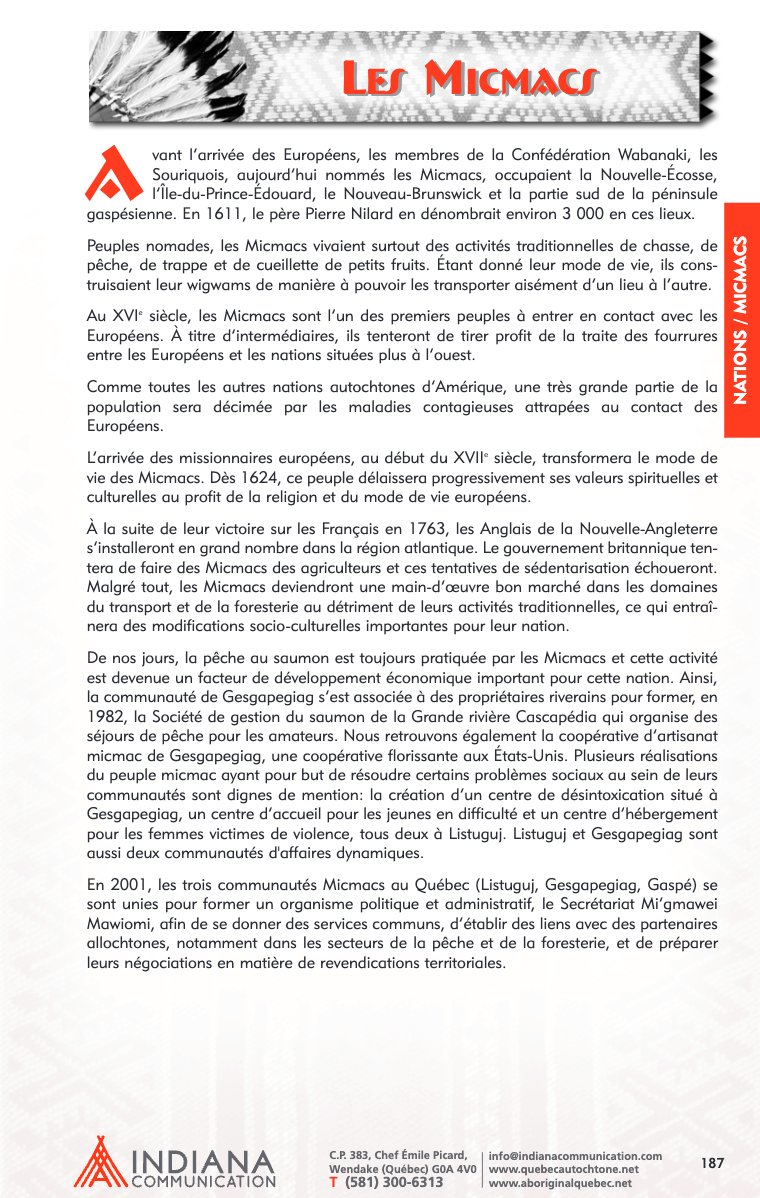 LES MICMACS
Avant l’arrivée des Européens, les membres de la Confédération Wabanaki, les
Souriquois, aujourd’hui nommés les Micmacs, occupaient la Nouvelle-Écosse,
l’Île-du-Prince-Édouard, le Nouveau-Brunswick et la partie sud de la péninsule
gaspésienne. En 1611, le père Pierre Nilard en dénombrait environ 3 000 en ces lieux.
Peuples nomades, les Micmacs vivaient surtout des activités traditionnelles de chasse, de
pêche, de trappe et de cueillette de petits fruits. Étant donné leur mode de vie, ils cons-
truisaient leur wigwams de manière à pouvoir les transporter aisément d’un lieu à l’autre.
Au XVIe siècle, les Micmacs sont l’un des premiers peuples à entrer en contact avec les
Européens. À titre d’intermédiaires, ils tenteront de tirer profit de la traite des fourrures
entre les Européens et les nations situées plus à l’ouest.
Comme toutes les autres nations autochtones d’Amérique, une très grande partie de la
population sera décimée par les maladies contagieuses attrapées au contact des
Européens.
L’arrivée des missionnaires européens, au début du XVIIe siècle, transformera le mode de
vie des Micmacs. Dès 1624, ce peuple délaissera progressivement ses valeurs spirituelles et
culturelles au profit de la religion et du mode de vie européens.
À la suite de leur victoire sur les Français en 1763, les Anglais de la Nouvelle-Angleterre
s’installeront en grand nombre dans la région atlantique. Le gouvernement britannique ten-
tera de faire des Micmacs des agriculteurs et ces tentatives de sédentarisation échoueront.
Malgré tout, les Micmacs deviendront une main-d’œuvre bon marché dans les domaines
du transport et de la foresterie au détriment de leurs activités traditionnelles, ce qui entraî-
nera des modifications socio-culturelles importantes pour leur nation.
De nos jours, la pêche au saumon est toujours pratiquée par les Micmacs et cette activité
est devenue un facteur de développement économique important pour cette nation. Ainsi,
la communauté de Gesgapegiag s’est associée à des propriétaires riverains pour former, en
1982, la Société de gestion du saumon de la Grande rivière Cascapédia qui organise des
séjours de pêche pour les amateurs. Nous retrouvons également la coopérative d’artisanat
micmac de Gesgapegiag, une coopérative florissante aux États-Unis. Plusieurs réalisations
du peuple micmac ayant pour but de résoudre certains problèmes sociaux au sein de leurs
communautés sont dignes de mention: la création d’un centre de désintoxication situé à
Gesgapegiag, un centre d’accueil pour les jeunes en difficulté et un centre d’hébergement
pour les femmes victimes de violence, tous deux à Listuguj. Listuguj et Gesgapegiag sont
aussi deux communautés d'affaires dynamiques.
En 2001, les trois communautés Micmacs au Québec (Listuguj, Gesgapegiag, Gaspé) se
sont unies pour former un organisme politique et administratif, le Secrétariat Mi’gmawei
Mawiomi, afin de se donner des services communs, d’établir des liens avec des partenaires
allochtones, notamment dans les secteurs de la pêche et de la foresterie, et de préparer
leurs négociations en matière de revendications territoriales.
NATIONS / MICMACS
INDIANA
COMMUNICATION
C.P. 383, Chef Émile Picard,
Wendake (Québec) G0A 4V0
T (581) 300-6313
info@indianacommunication.com
www.quebecautochtone.net
www.aboriginalquebec.net
187